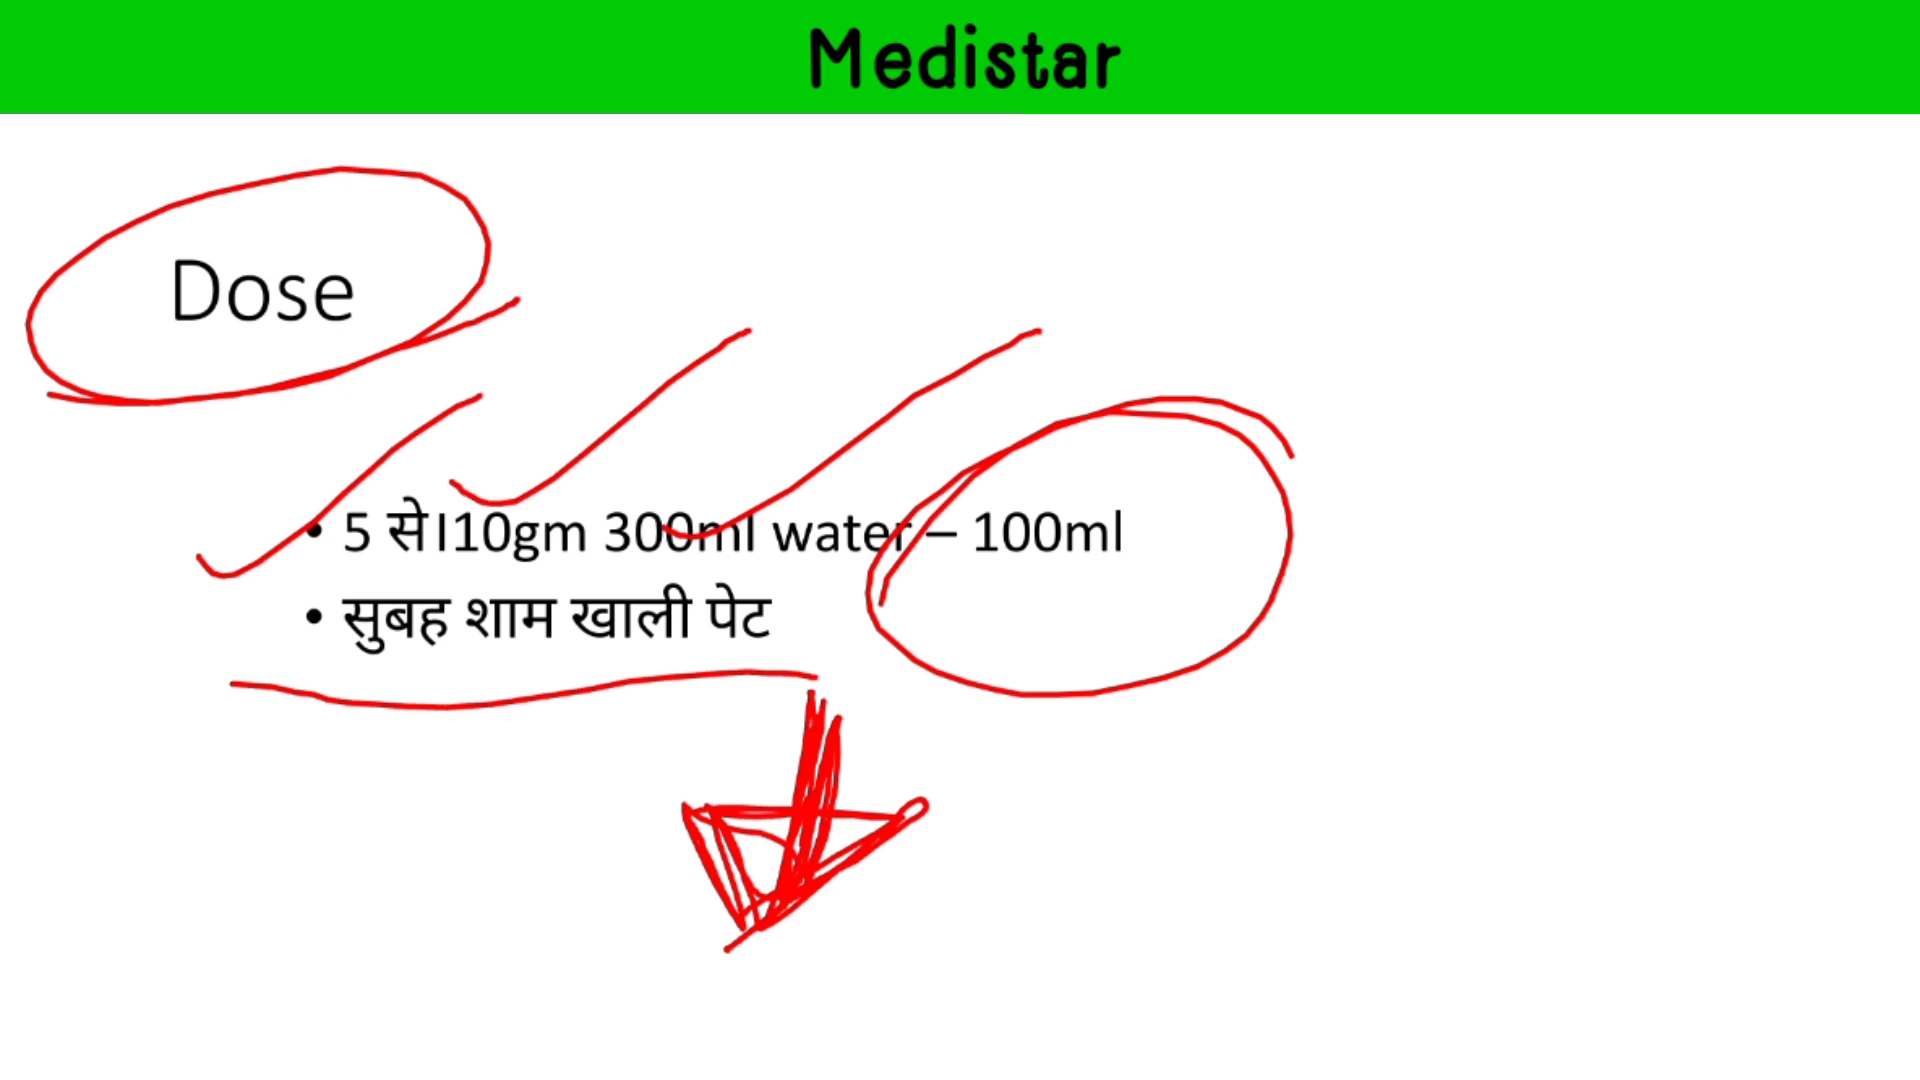 Medistar
Dose
• 5 से।10gm 300ml water – 100ml
• सुबह शाम खाली पेट